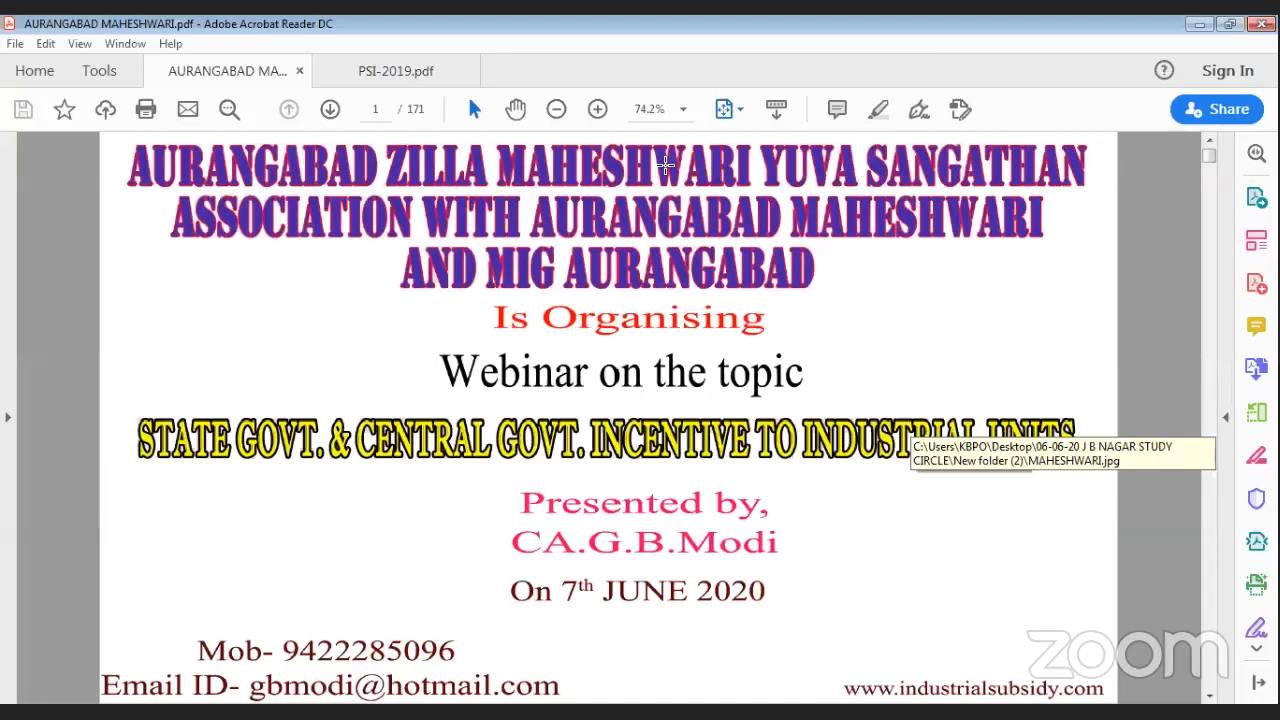 AURANGABAD MAHESHWARI.pdf - Adobe Acrobat Reader DC
File Edit View Window Help
Home Tools AURANGABAD MA... × PSI-2019.pdf ? Sign In
1 / 171 74.2% Share
AURANGABAD ZILLA MAHESHWARI YUVA SANGATHAN
ASSOCIATION WITH AURANGABAD MAHESHWARI
AND MIG AURANGABAD
Is Organising
Webinar on the topic
STATE GOVT. & CENTRAL GOVT. INCENTIVE TO INDUSTRIAL UNITS
C:\Users\KBPO\Desktop\06-06-20 J B NAGAR STUDY
CIRCLE\New folder (2)\MAHESHWARI.jpg
Presented by,
CA.G.B.Modi
On 7th JUNE 2020
Mob- 9422285096
Email ID- gbmodi@hotmail.com
www.industrialsubsidy.com
zoom